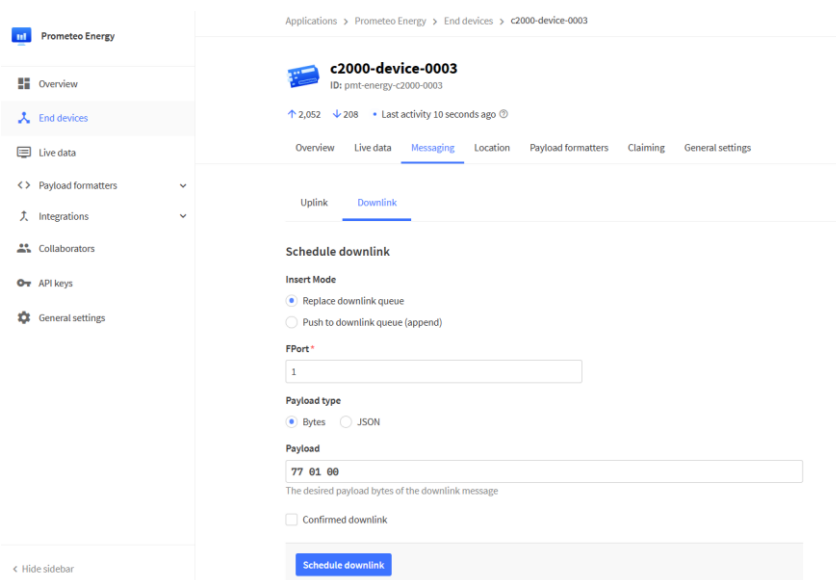 Applications > Prometeo Energy > End devices > c2000-device-0003
Prometeo Energy
Overview
End devices
Live data
Payload formatters
Integrations
Collaborators
API keys
General settings
< Hide sidebar
c2000-device-0003
ID: pmt-energy-c2000-0003
↑ 2,052 ↓ 208 • Last activity 10 seconds ago
Overview Live data Messaging Location Payload formatters Claiming General settings
Uplink Downlink
Schedule downlink
Insert Mode
Replace downlink queue
Push to downlink queue (append)
FPort *
1
Payload type
Bytes JSON
Payload
77 01 00
The desired payload bytes of the downlink message
Confirmed downlink
Schedule downlink